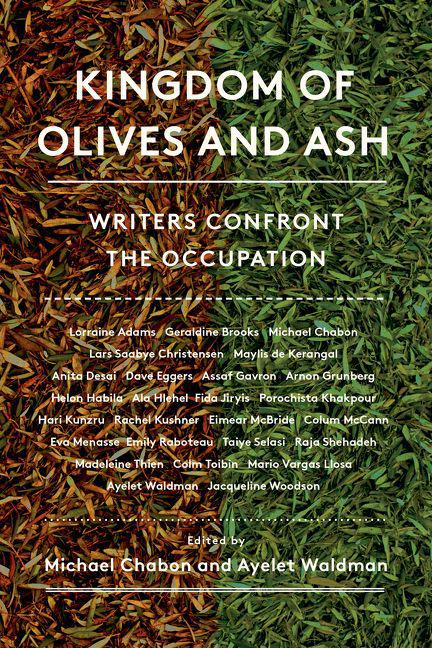 KINGDOM OF
OLIVES AND ASH
WRITERS CONFRONT
THE OCCUPATION
Lorraine Adams Geraldine Brooks Michael Chabon
Lars Saabye Christensen Maylis de Kerangal
Anita Desai Dave Eggers Assaf Gavron Arnon Grunberg
Helon Habila Ala Hlehel Fida Jiryis Porochista Khakpour
Hari Kunzru Rachel Kushner Eimear McBride Colum McCann
Eva Menasse Emily Raboteau Taiye Selasi Raja Shehadeh
Madeleine Thien Colm Toibin Mario Vargas Llosa
Ayelet Waldman Jacqueline Woodson
Edited by
Michael Chabon and Ayelet Waldman